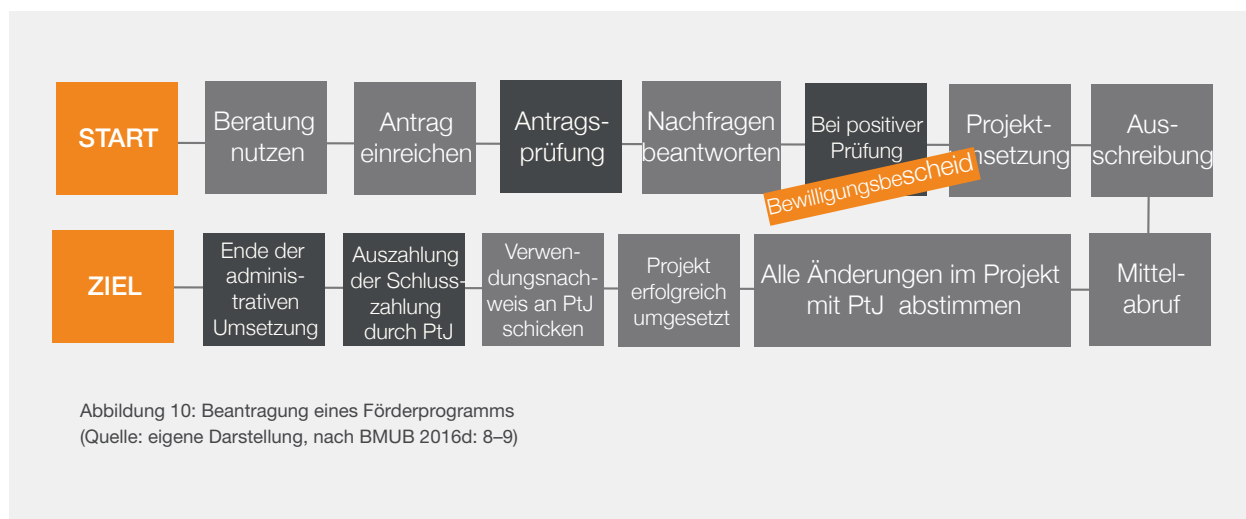 START
Beratung
nutzen
Antrag
einreichen
Antrags-
prüfung
Nachfragen
beantworten
Bei positiver
Prüfung
Bewilligungsbescheid
Projekt-
nsetzung
Aus-
schreibung
Mittel-
abruf
Alle Änderungen im Projekt
mit PtJ abstimmen
Projekt
erfolgreich
umgesetzt
Verwen-
dungsnach-
weis an PtJ
schicken
Auszahlung
der Schluss-
zahlung
durch PtJ
Ende der
adminis-
trativen
Umsetzung
ZIEL
Abbildung 10: Beantragung eines Förderprogramms
(Quelle: eigene Darstellung, nach BMUB 2016d: 8–9)